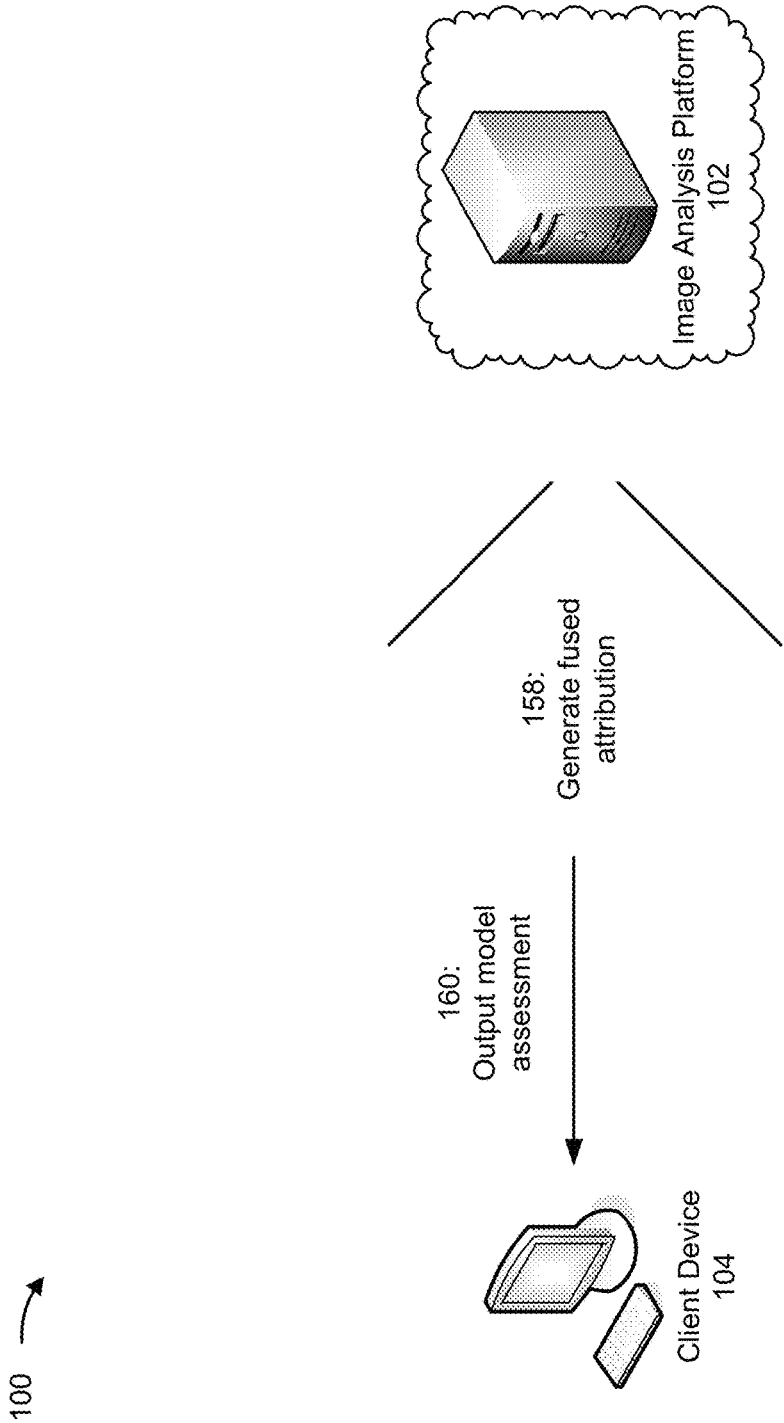 100
160:
Output model
assessment
158:
Generate fused
attribution
Client Device
104
Image Analysis Platform
102